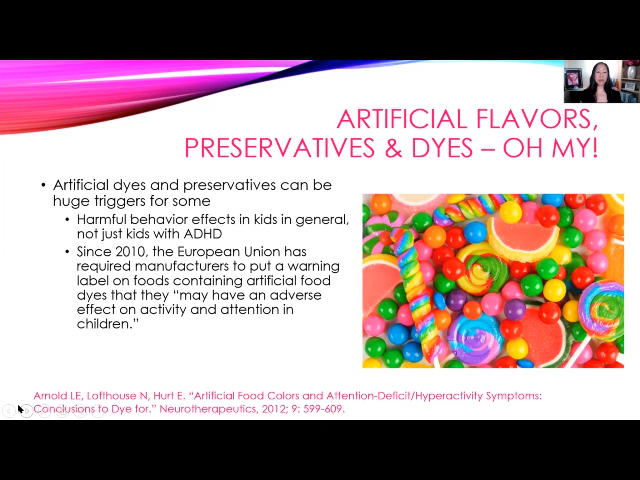 ARTIFICIAL FLAVORS,
PRESERVATIVES & DYES – OH MY!
• Artificial dyes and preservatives can be
huge triggers for some
• Harmful behavior effects in kids in general,
not just kids with ADHD
• Since 2010, the European Union has
required manufacturers to put a warning
label on foods containing artificial food
dyes that they “may have an adverse
effect on activity and attention in
children.”
Arnold LE, Lofthouse N, Hurt E. “Artificial Food Colors and Attention-Deficit/Hyperactivity Symptoms:
Conclusions to Dye for.” Neurotherapeutics, 2012; 9: 599-609.